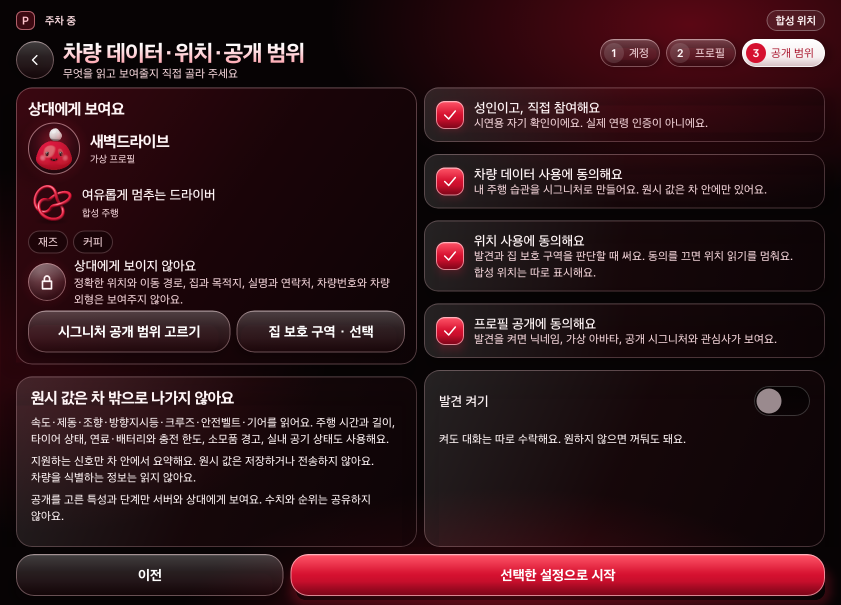 P 주차 중
합성 위치
차량 데이터·위치·공개 범위
무엇을 읽고 보여줄지 직접 골라 주세요
1 계정
2 프로필
3 공개 범위
상대에게 보여요
새벽드라이브
가상 프로필
여유롭게 멈추는 드라이버
합성 주행
재즈
커피
상대에게 보이지 않아요
정확한 위치와 이동 경로, 집과 목적지, 실명과 연락처, 차량번호와 차량
외형은 보여주지 않아요.
시그니처 공개 범위 고르기
집 보호 구역 · 선택
원시 값은 차 밖으로 나가지 않아요
속도·제동·조향·방향지시등·크루즈·안전벨트·기어를 읽어요. 주행 시간과 길이,
타이어 상태, 연료·배터리와 충전 한도, 소모품 경고, 실내 공기 상태도 사용해요.
지원하는 신호만 차 안에서 요약해요. 원시 값은 저장하거나 전송하지 않아요.
차량을 식별하는 정보는 읽지 않아요.
공개를 고른 특성과 단계만 서버와 상대에게 보여요. 수치와 순위는 공유하지
않아요.
성인이고, 직접 참여해요
시연용 자기 확인이에요. 실제 연령 인증이 아니에요.
차량 데이터 사용에 동의해요
내 주행 습관을 시그니처로 만들어요. 원시 값은 차 안에만 있어요.
위치 사용에 동의해요
발견과 집 보호 구역을 판단할 때 써요. 동의를 끄면 위치 읽기를 멈춰요.
합성 위치는 따로 표시해요.
프로필 공개에 동의해요
발견을 켜면 닉네임, 가상 아바타, 공개 시그니처와 관심사가 보여요.
발견 켜기
켜도 대화는 따로 수락해요. 원하지 않으면 꺼둬도 돼요.
이전
선택한 설정으로 시작